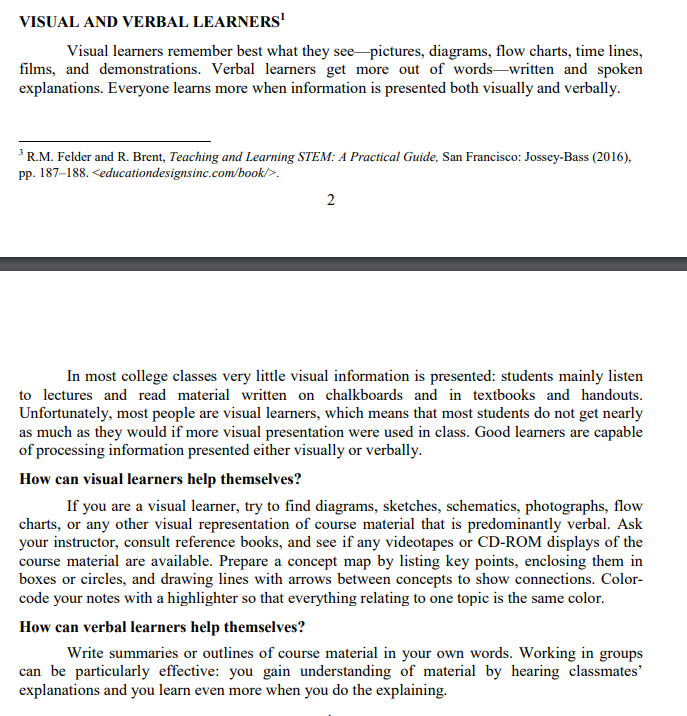 VISUAL AND VERBAL LEARNERS1
Visual learners remember best what they see—pictures, diagrams, flow charts, time lines,
films, and demonstrations. Verbal learners get more out of words—written and spoken
explanations. Everyone learns more when information is presented both visually and verbally.
3 R.M. Felder and R. Brent, Teaching and Learning STEM: A Practical Guide, San Francisco: Jossey-Bass (2016),
pp. 187–188. <educationdesignsinc.com/book/>.
2
In most college classes very little visual information is presented: students mainly listen
to lectures and read material written on chalkboards and in textbooks and handouts.
Unfortunately, most people are visual learners, which means that most students do not get nearly
as much as they would if more visual presentation were used in class. Good learners are capable
of processing information presented either visually or verbally.
How can visual learners help themselves?
If you are a visual learner, try to find diagrams, sketches, schematics, photographs, flow
charts, or any other visual representation of course material that is predominantly verbal. Ask
your instructor, consult reference books, and see if any videotapes or CD-ROM displays of the
course material are available. Prepare a concept map by listing key points, enclosing them in
boxes or circles, and drawing lines with arrows between concepts to show connections. Color-
code your notes with a highlighter so that everything relating to one topic is the same color.
How can verbal learners help themselves?
Write summaries or outlines of course material in your own words. Working in groups
can be particularly effective: you gain understanding of material by hearing classmates’
explanations and you learn even more when you do the explaining.